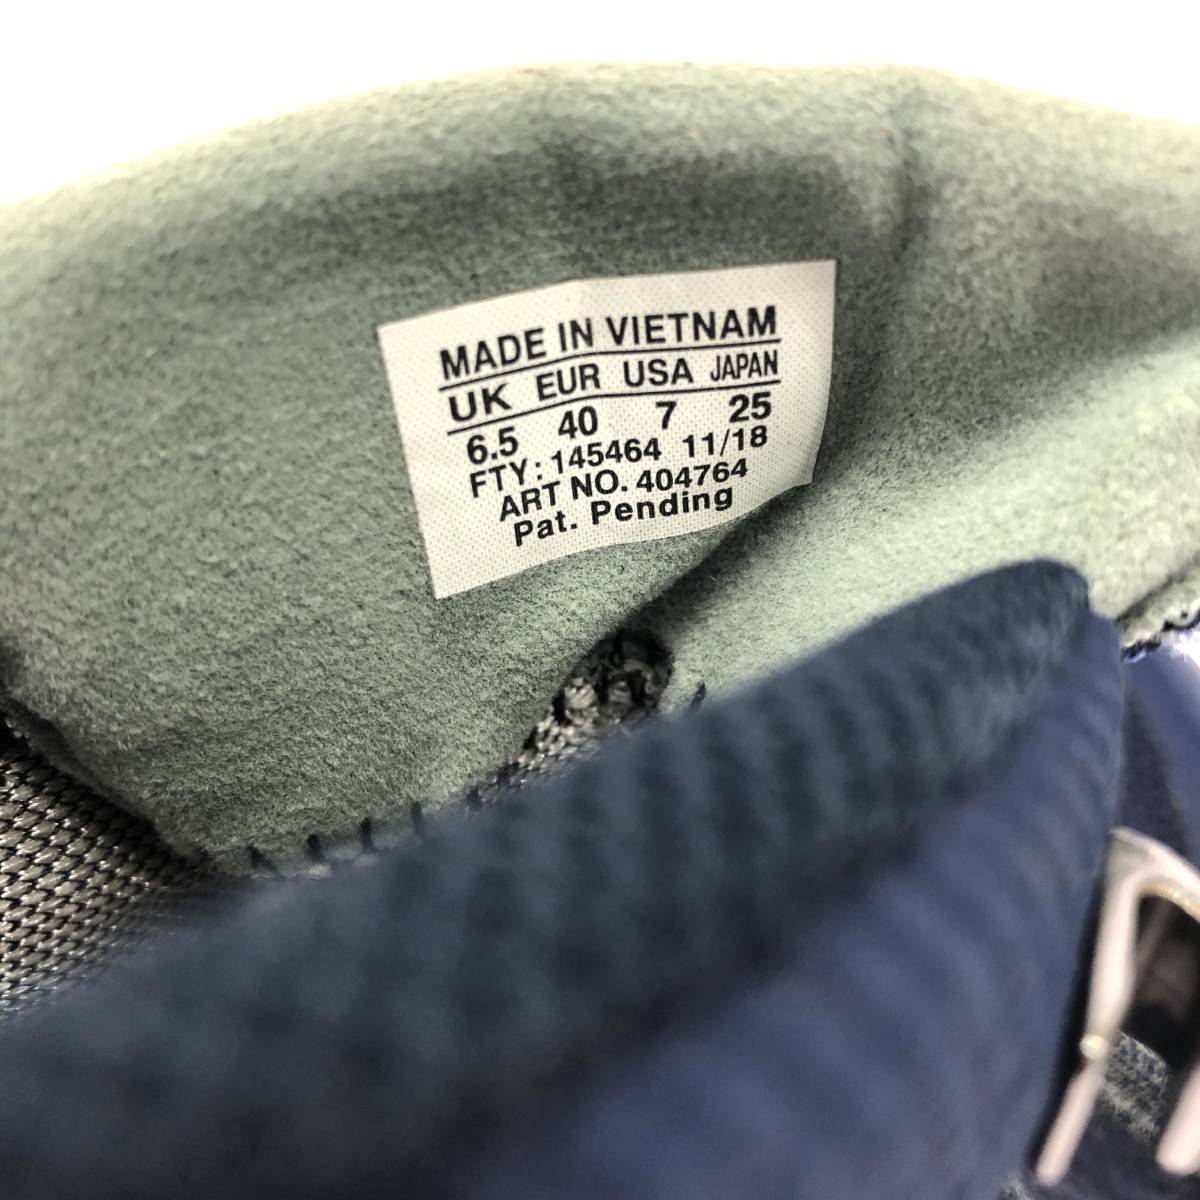 MADE IN VIETNAM
UK EUR USA JAPAN
6.5 40 7 25
FTY: 145464 11/18
ART NO. 404764
Pat. Pending